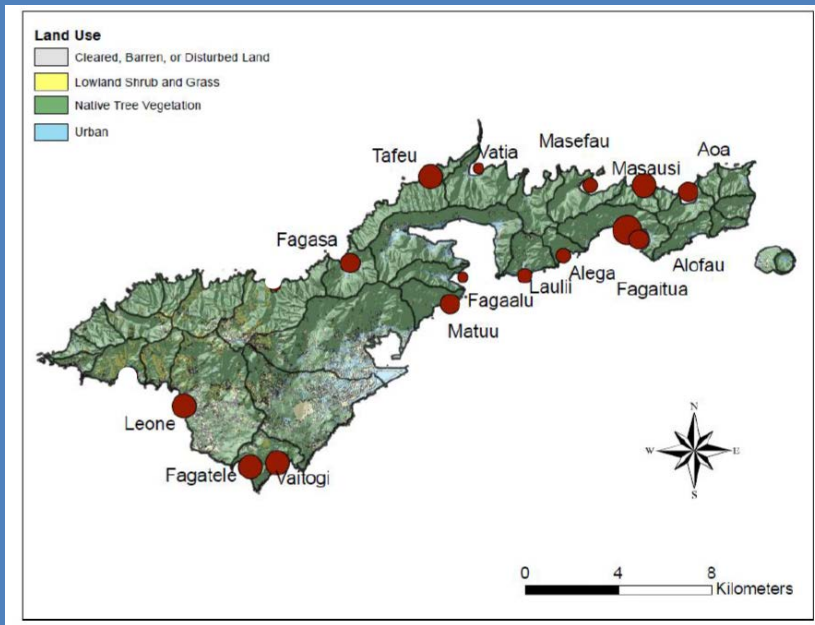 Land Use
Cleared, Barren, or Disturbed Land
Lowland Shrub and Grass
Native Tree Vegetation
Urban
Tafeu
Vatia
Masefau
Masausi
Aoa
Fagasa
Laulii
Alega
Fagaitua
Alofau
Fagaalu
Matuu
Leone
Fagatele
Vaitogi
N
W
E
S
0
4
8
Kilometers